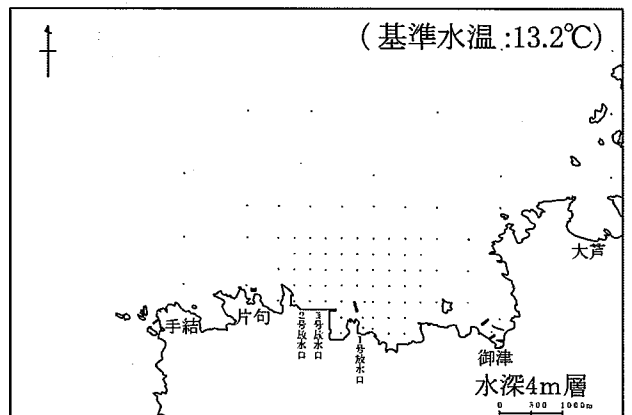 (基準水温:13.2℃)
大芦
手結
片句
2号放水口
3号放水口
1号放水口
御津
水深4m層
0 500 1000m